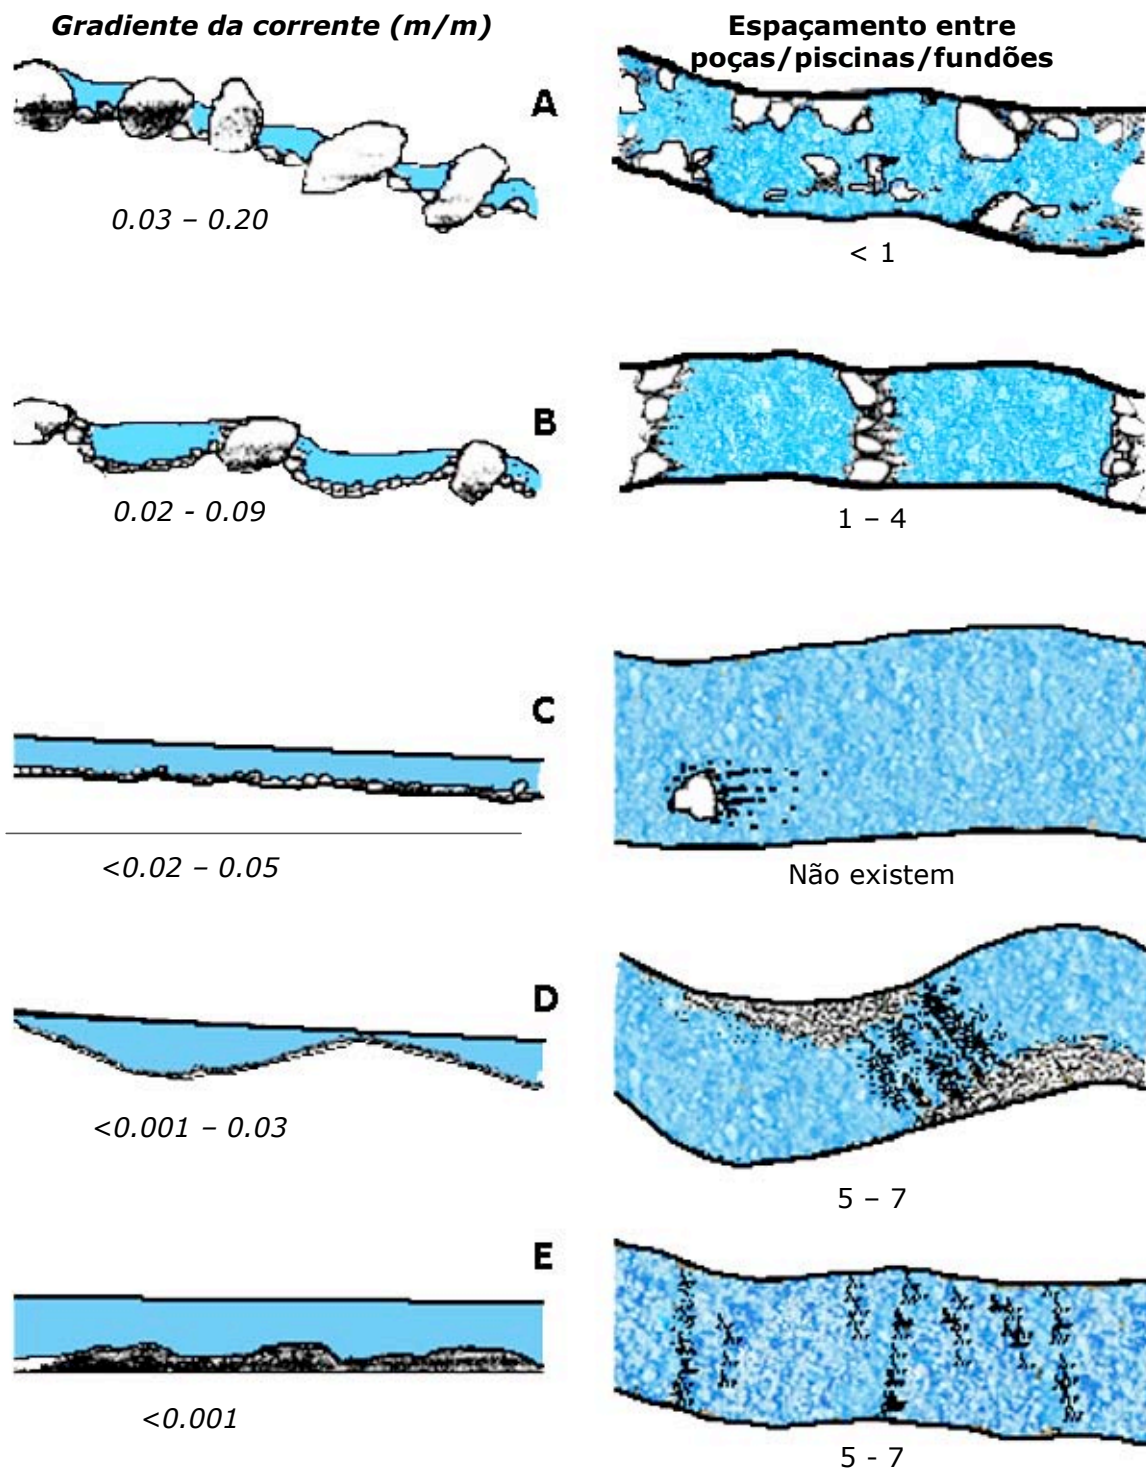 Gradiente da corrente (m/m)
Espaçamento entre
poças/piscinas/fundões
A
0.03 – 0.20
< 1
B
0.02 - 0.09
1 – 4
C
<0.02 – 0.05
Não existem
D
<0.001 – 0.03
5 – 7
E
<0.001
5 - 7